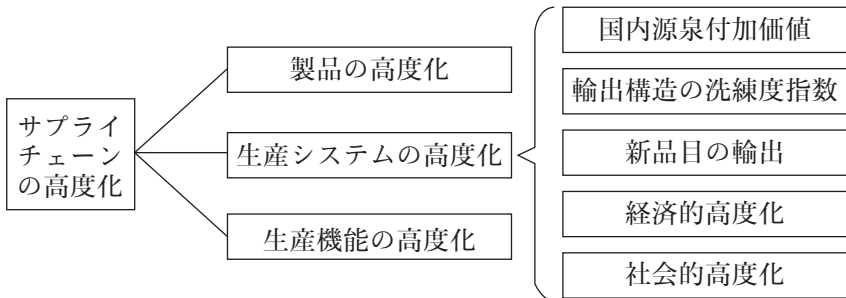 サプライ
チェーン
の高度化
製品の高度化
生産システムの高度化
生産機能の高度化
国内源泉付加価値
輸出構造の洗練度指数
新品目の輸出
経済的高度化
社会的高度化